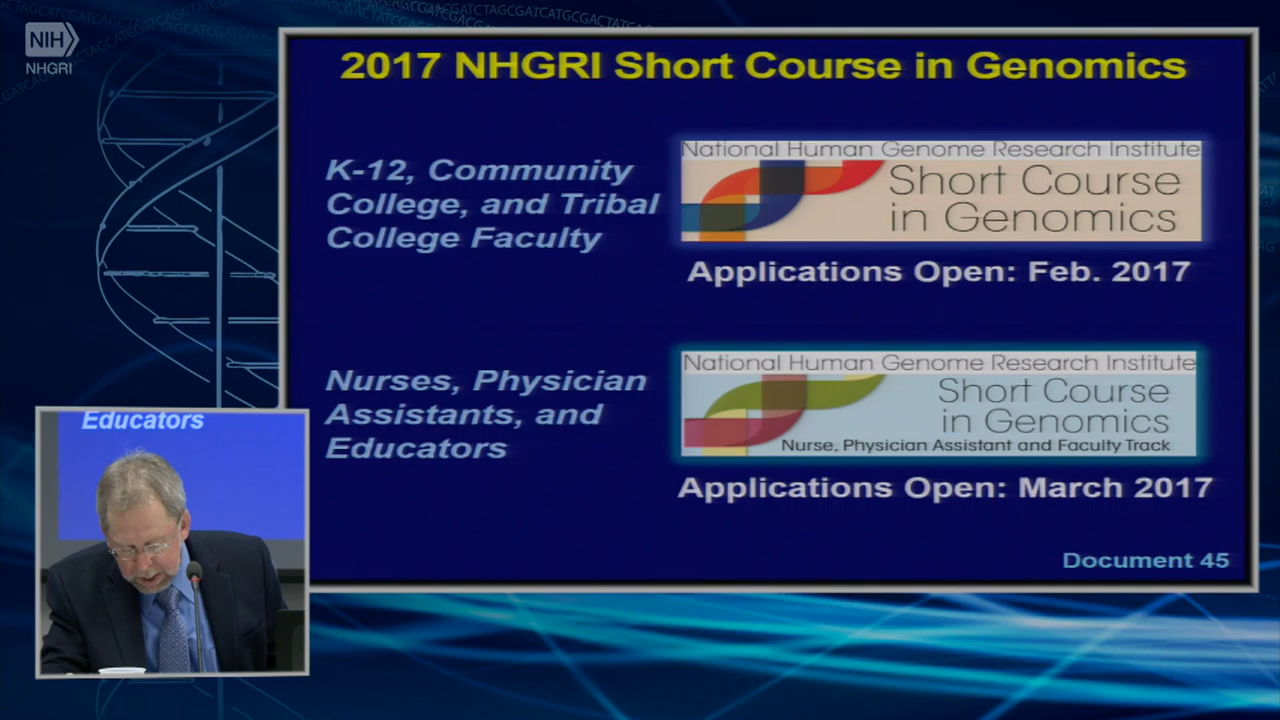 CTAGCGATCATGCGACTATC
NIH
NHGRI
2017 NHGRI Short Course in Genomics
K-12, Community
College, and Tribal
College Faculty
National Human Genome Research Institute
Short Course
in Genomics
Applications Open: Feb. 2017
Nurses, Physician
Assistants, and
Educators
National Human Genome Research Institute
Short Course
in Genomics
Nurse, Physician Assistant and Faculty Track
Applications Open: March 2017
Document 45
Educators